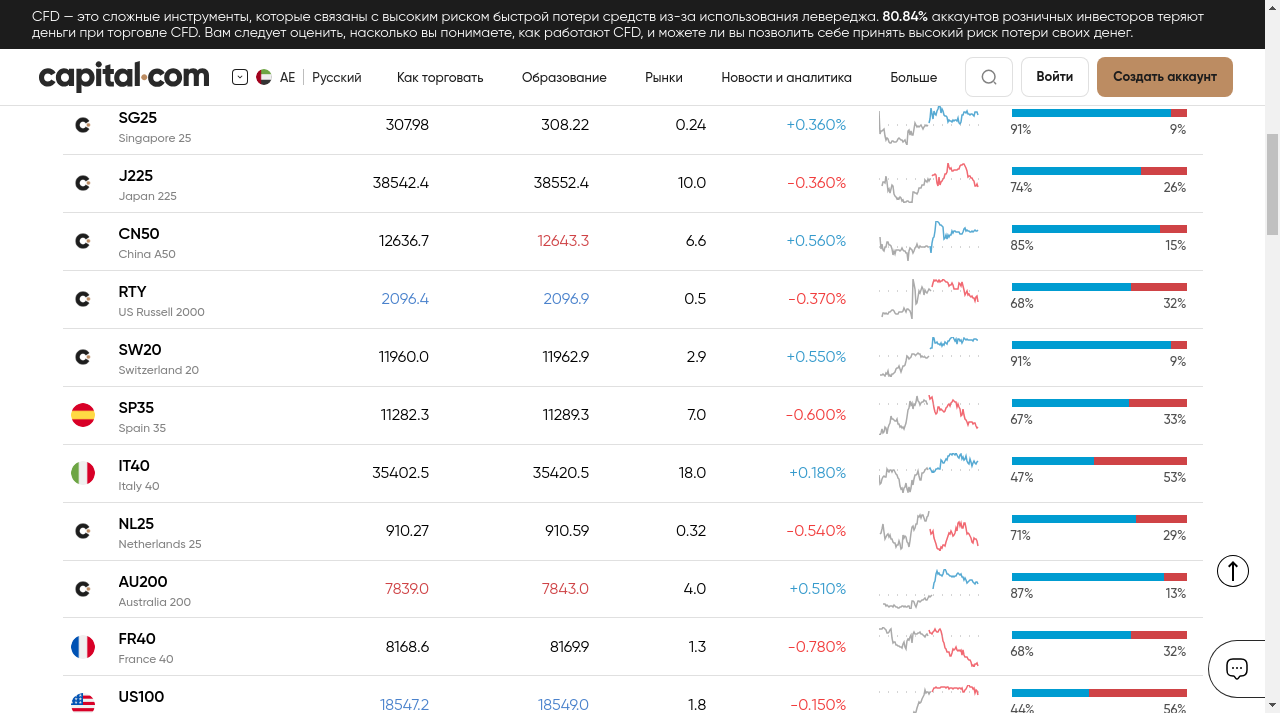 CFD — это сложные инструменты, которые связаны с высоким риском быстрой потери средств из-за использования левереджа. 80.84% аккаунтов розничных инвесторов теряют
деньги при торговле CFD. Вам следует оценить, насколько вы понимаете, как работают CFD, и можете ли вы позволить себе принять высокий риск потери своих денег.
capital.com AE Русский Как торговать Образование Рынки Новости и аналитика Больше Войти Создать аккаунт
SG25 307.98 308.22 0.24 +0.360%
Singapore 25 91% 9%
J225 38542.4 38552.4 10.0 -0.360%
Japan 225 74% 26%
CN50 12636.7 12643.3 6.6 +0.560%
China A50 85% 15%
RTY 2096.4 2096.9 0.5 -0.370%
US Russell 2000 68% 32%
SW20 11960.0 11962.9 2.9 +0.550%
Switzerland 20 91% 9%
SP35 11282.3 11289.3 7.0 -0.600%
Spain 35 67% 33%
IT40 35402.5 35420.5 18.0 +0.180%
Italy 40 47% 53%
NL25 910.27 910.59 0.32 -0.540%
Netherlands 25 71% 29%
AU200 7839.0 7843.0 4.0 +0.510%
Australia 200 87% 13%
FR40 8168.6 8169.9 1.3 -0.780%
France 40 68% 32%
US100 18547.2 18549.0 1.8 -0.150%
44% 56%